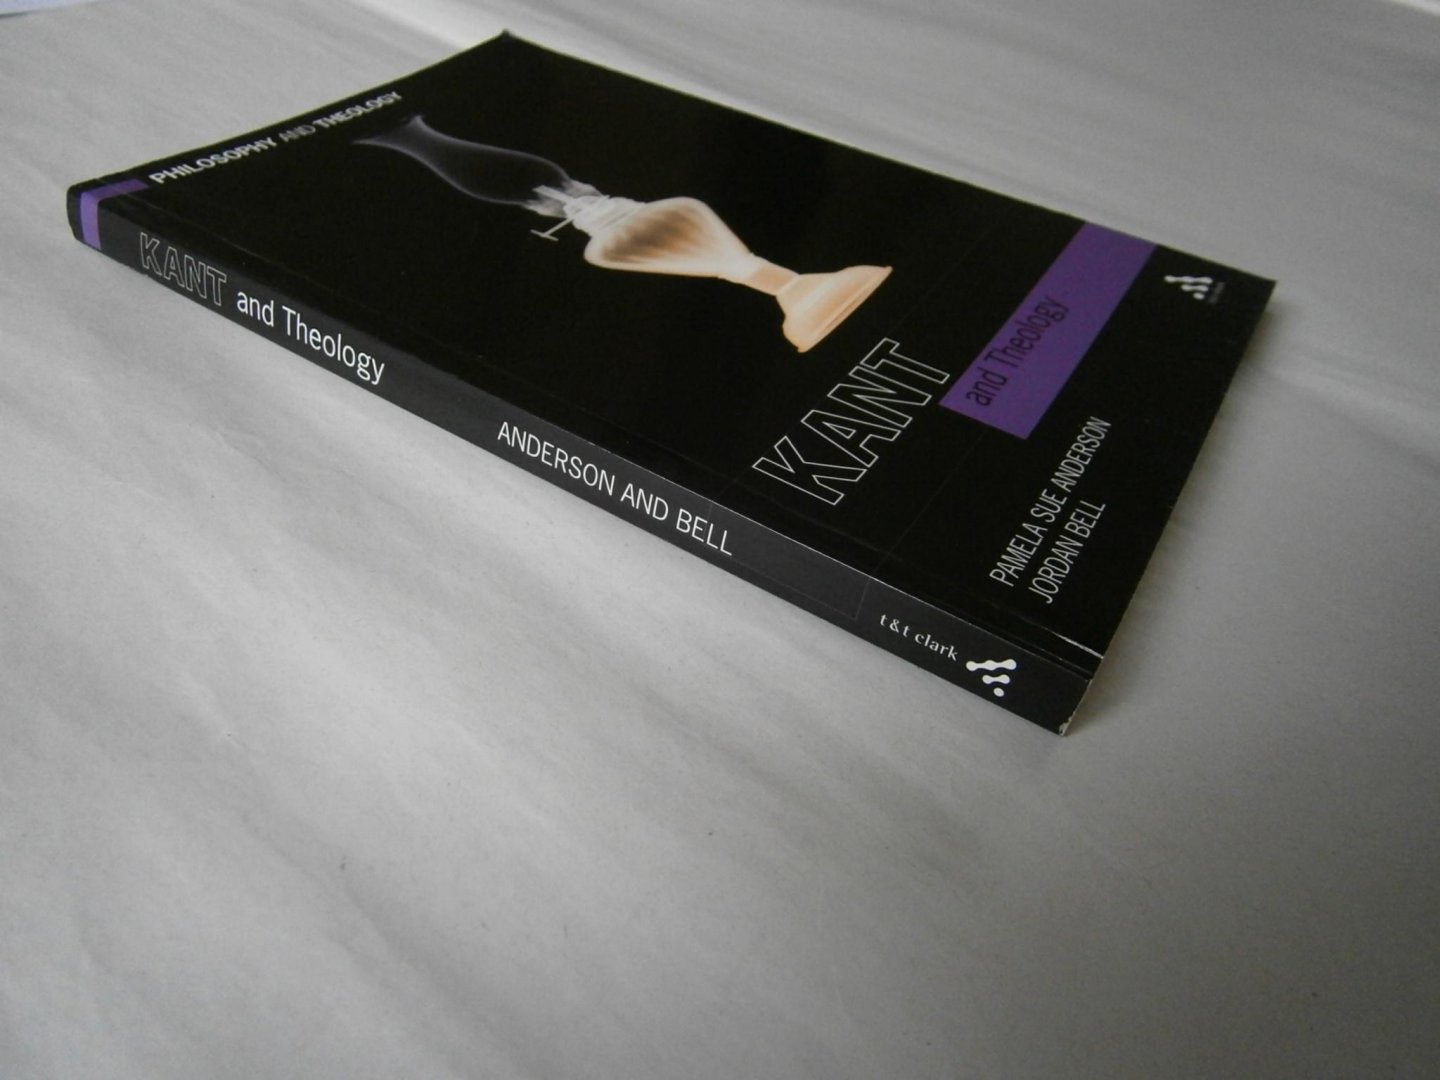 PHILOSOPHY AND THEOLOGY
KANT
and Theology
PAMELA SUE ANDERSON
JORDAN BELL
KANT and Theology
ANDERSON AND BELL
t&t clark